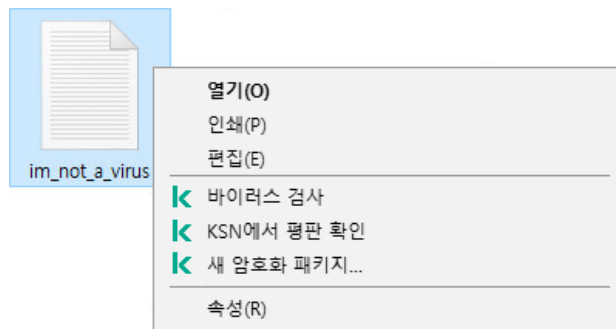 im_not_a_virus
열기(O)
인쇄(P)
편집(E)
바이러스 검사
KSN에서 평판 확인
새 암호화 패키지...
속성(R)